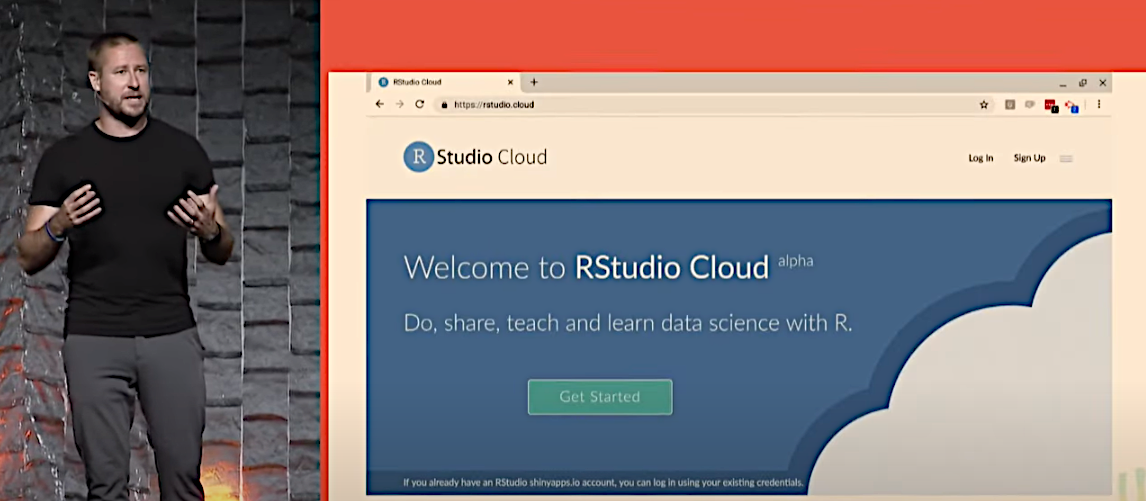 RStudio Cloud
https://rstudio.cloud
R Studio Cloud
Log In Sign Up
Welcome to RStudio Cloud alpha
Do, share, teach and learn data science with R.
Get Started
If you already have an RStudio shinyapps.io account, you can log in using your existing credentials.